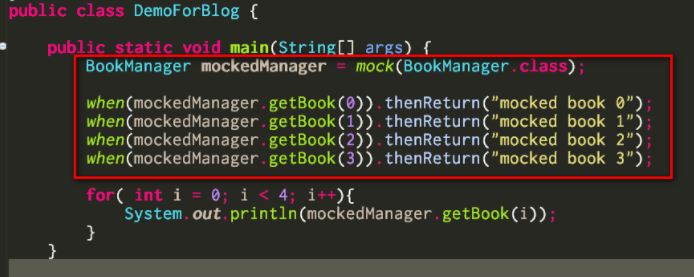 public class DemoForBlog {
public static void main(String[] args) {
BookManager mockedManager = mock(BookManager.class);
when(mockedManager.getBook(0)).thenReturn("mocked book 0");
when(mockedManager.getBook(1)).thenReturn("mocked book 1");
when(mockedManager.getBook(2)).thenReturn("mocked book 2");
when(mockedManager.getBook(3)).thenReturn("mocked book 3");
for( int i = 0; i < 4; i++){
System.out.println(mockedManager.getBook(i));
}
}